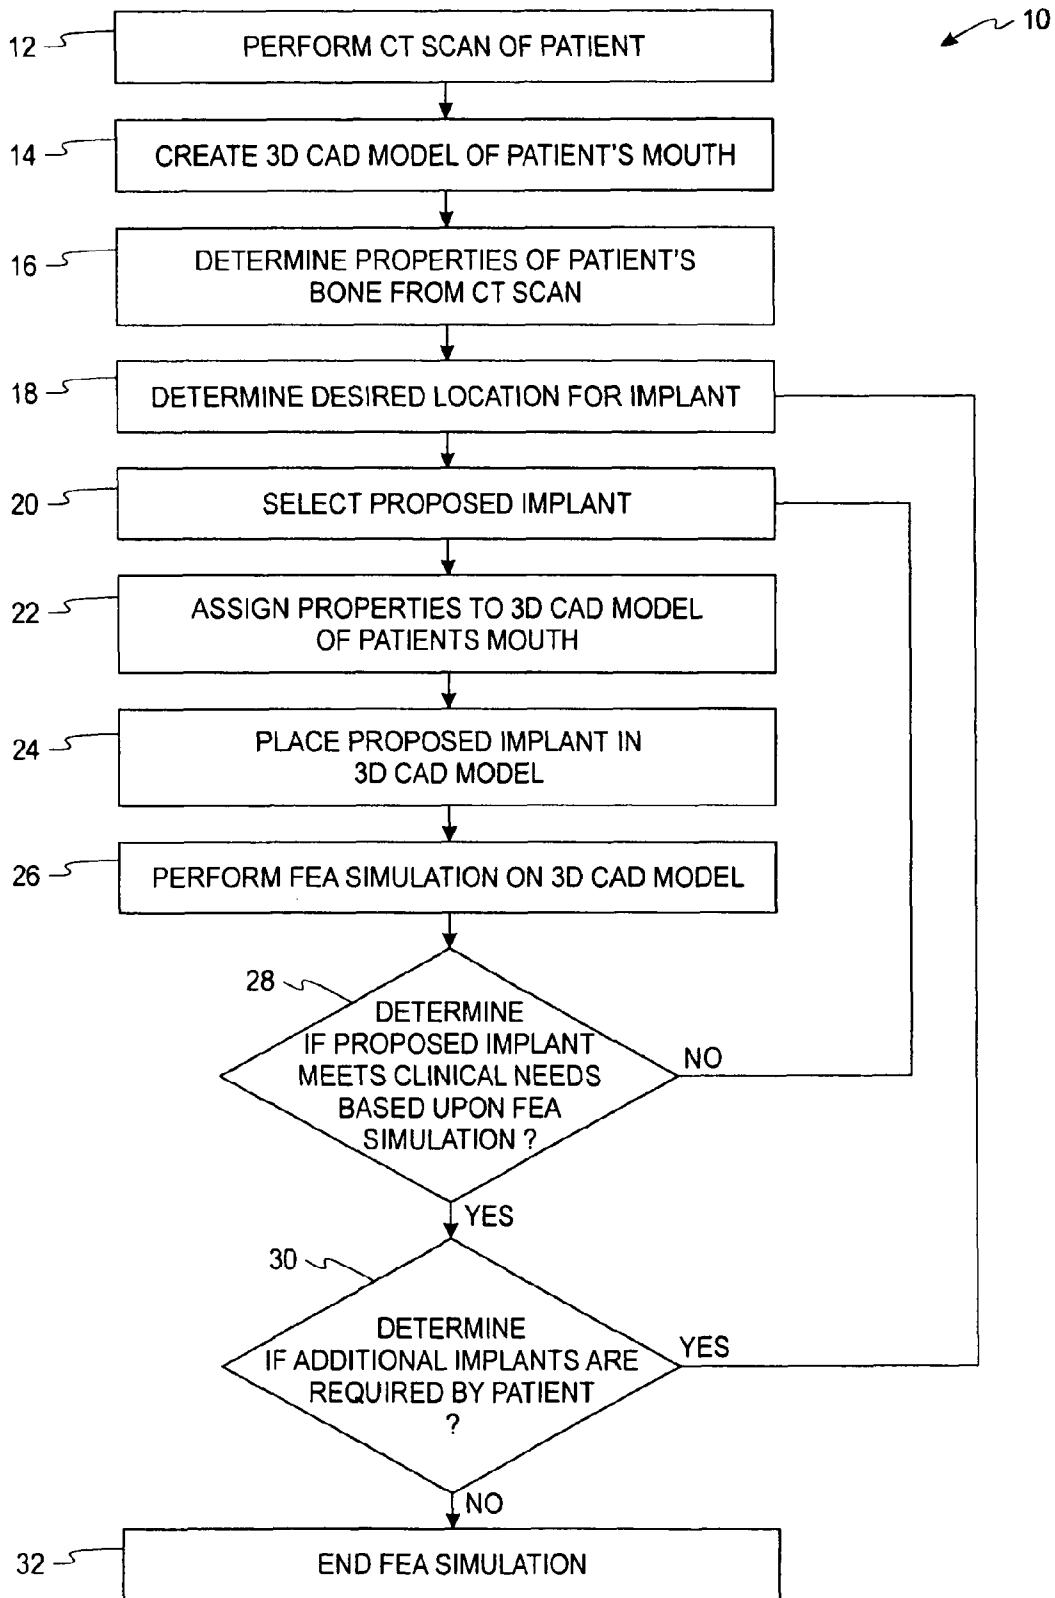 10
12
PERFORM CT SCAN OF PATIENT
14
CREATE 3D CAD MODEL OF PATIENT'S MOUTH
16
DETERMINE PROPERTIES OF PATIENT'S
BONE FROM CT SCAN
18
DETERMINE DESIRED LOCATION FOR IMPLANT
20
SELECT PROPOSED IMPLANT
22
ASSIGN PROPERTIES TO 3D CAD MODEL
OF PATIENTS MOUTH
24
PLACE PROPOSED IMPLANT IN
3D CAD MODEL
26
PERFORM FEA SIMULATION ON 3D CAD MODEL
28
DETERMINE
IF PROPOSED IMPLANT
MEETS CLINICAL NEEDS
BASED UPON FEA
SIMULATION ?
NO
YES
30
DETERMINE
IF ADDITIONAL IMPLANTS ARE
REQUIRED BY PATIENT
?
YES
NO
32
END FEA SIMULATION